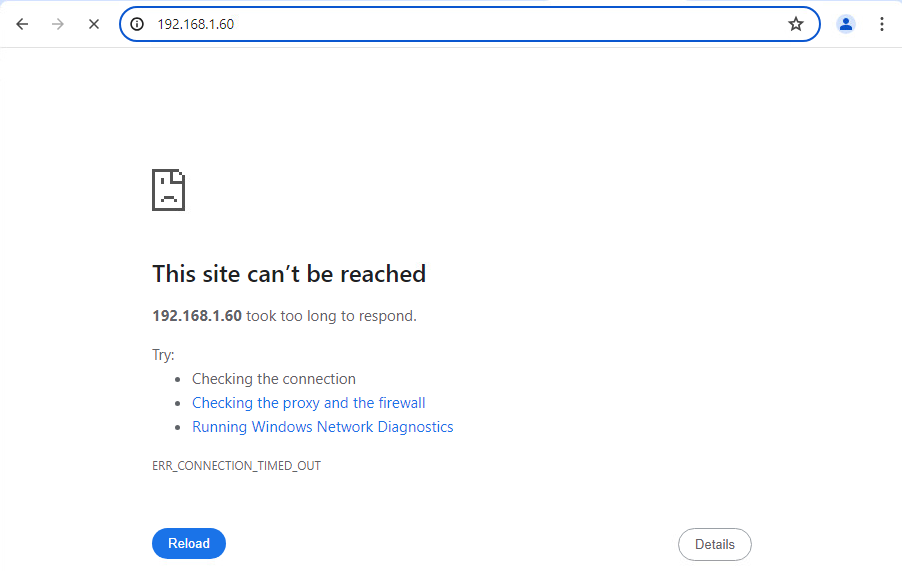 192.168.1.60
This site can’t be reached
192.168.1.60 took too long to respond.
Try:
Checking the connection
Checking the proxy and the firewall
Running Windows Network Diagnostics
ERR_CONNECTION_TIMED_OUT
Reload
Details